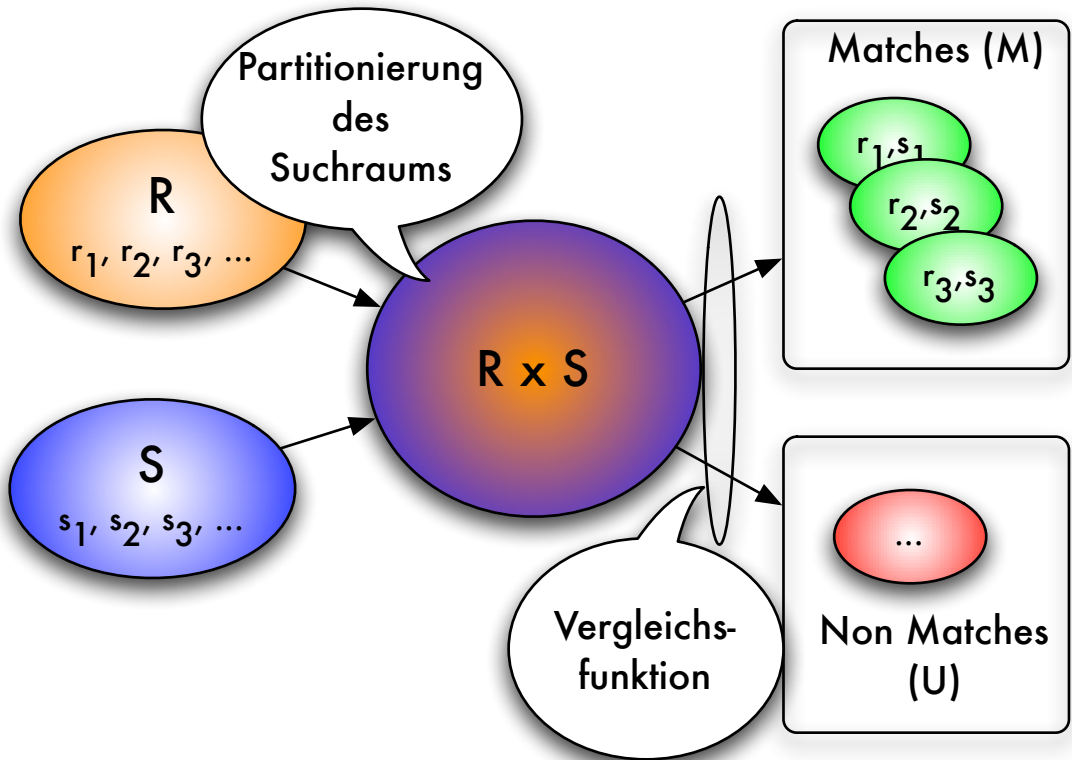 Partitionierung
des
Suchraums
R
r1, r2, r3, ...
S
s1, s2, s3, ...
R x S
Vergleichs-
funktion
Matches (M)
r1,s1
r2,s2
r3,s3
...
Non Matches
(U)